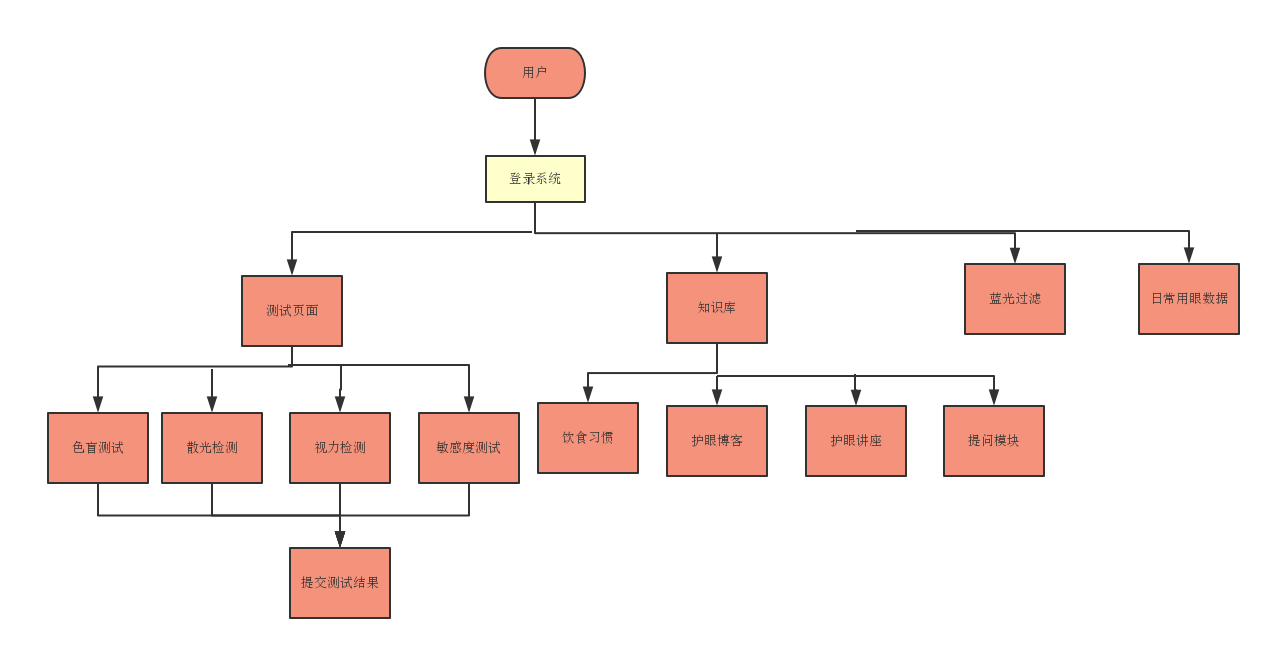 用户
登录系统
测试页面
知识库
蓝光过滤
日常用眼数据
色盲测试
散光检测
视力检测
敏感度测试
饮食习惯
护眼博客
护眼讲座
提问模块
提交测试结果